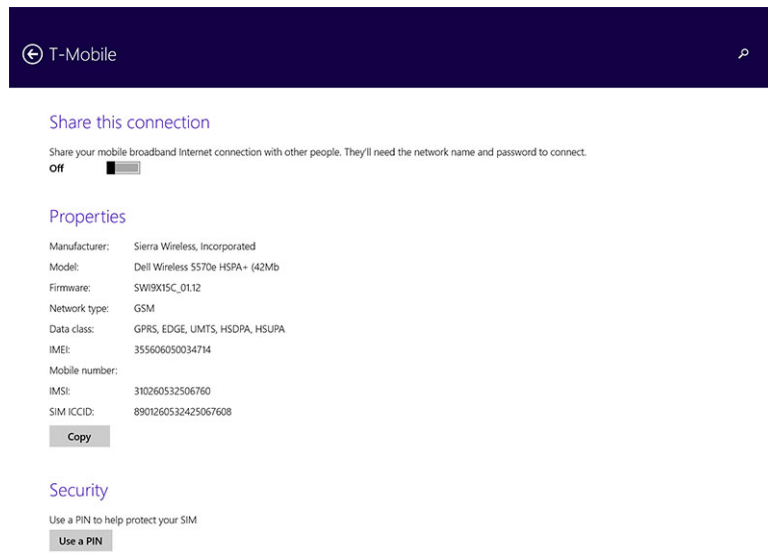 T-Mobile
Share this connection
Share your mobile broadband Internet connection with other people. They'll need the network name and password to connect.
Off
Properties
Manufacturer: Sierra Wireless, Incorporated
Model: Dell Wireless 5570e HSPA+ (42Mb
Firmware: SWI9X15C_01.12
Network type: GSM
Data class: GPRS, EDGE, UMTS, HSDPA, HSUPA
IMEI: 355606050034714
Mobile number:
IMSI: 310260532506760
SIM ICCID: 8901260532425067608
Copy
Security
Use a PIN to help protect your SIM
Use a PIN